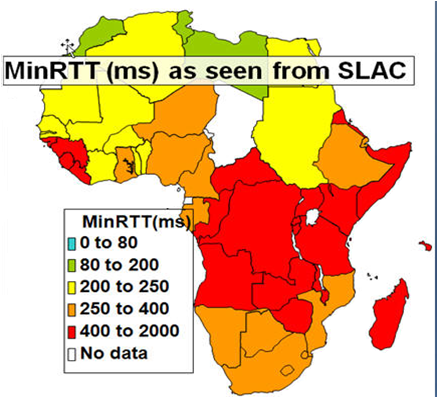 MinRTT (ms) as seen from SLAC
MinRTT(ms)
0 to 80
80 to 200
200 to 250
250 to 400
400 to 2000
No data